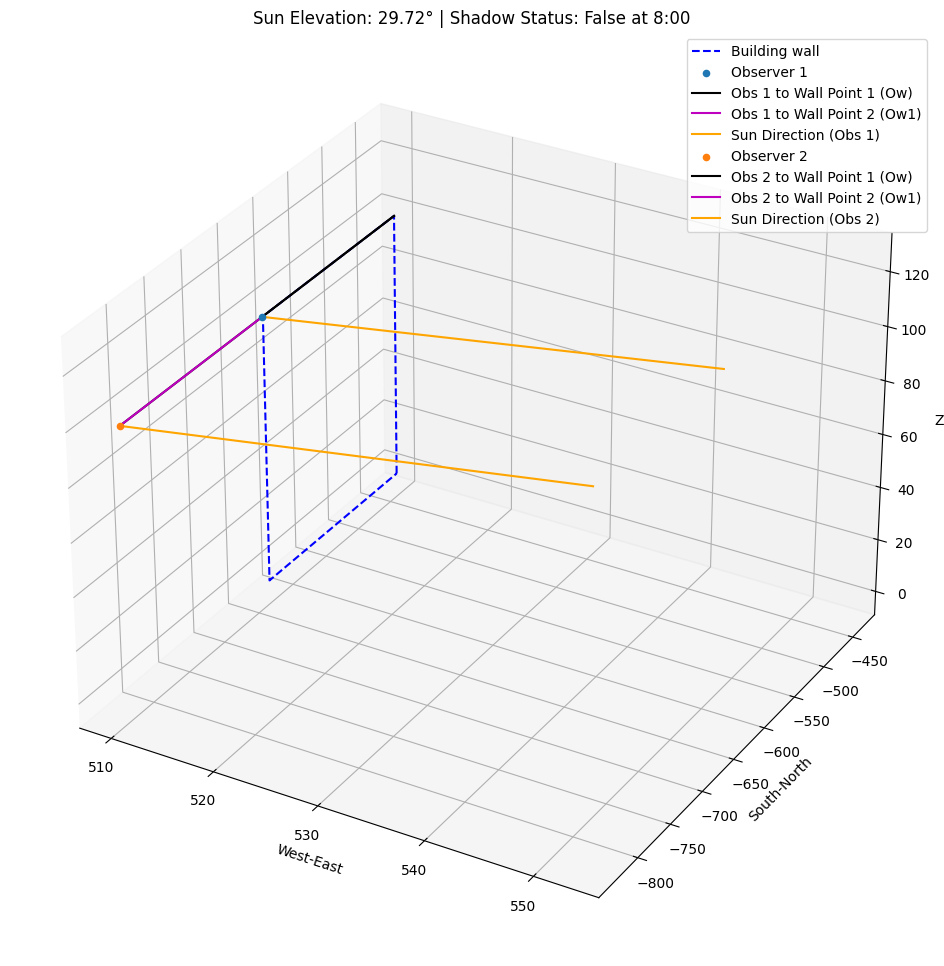 Sun Elevation: 29.72° | Shadow Status: False at 8:00
Building wall
Observer 1
Obs 1 to Wall Point 1 (Ow)
Obs 1 to Wall Point 2 (Ow1)
Sun Direction (Obs 1)
Observer 2
Obs 2 to Wall Point 1 (Ow)
Obs 2 to Wall Point 2 (Ow1)
Sun Direction (Obs 2)
120
100
80
Z
60
40
20
0
−450
−500
−550
−600
−650
−700
−750
−800
South-North
510
520
530
540
550
West-East